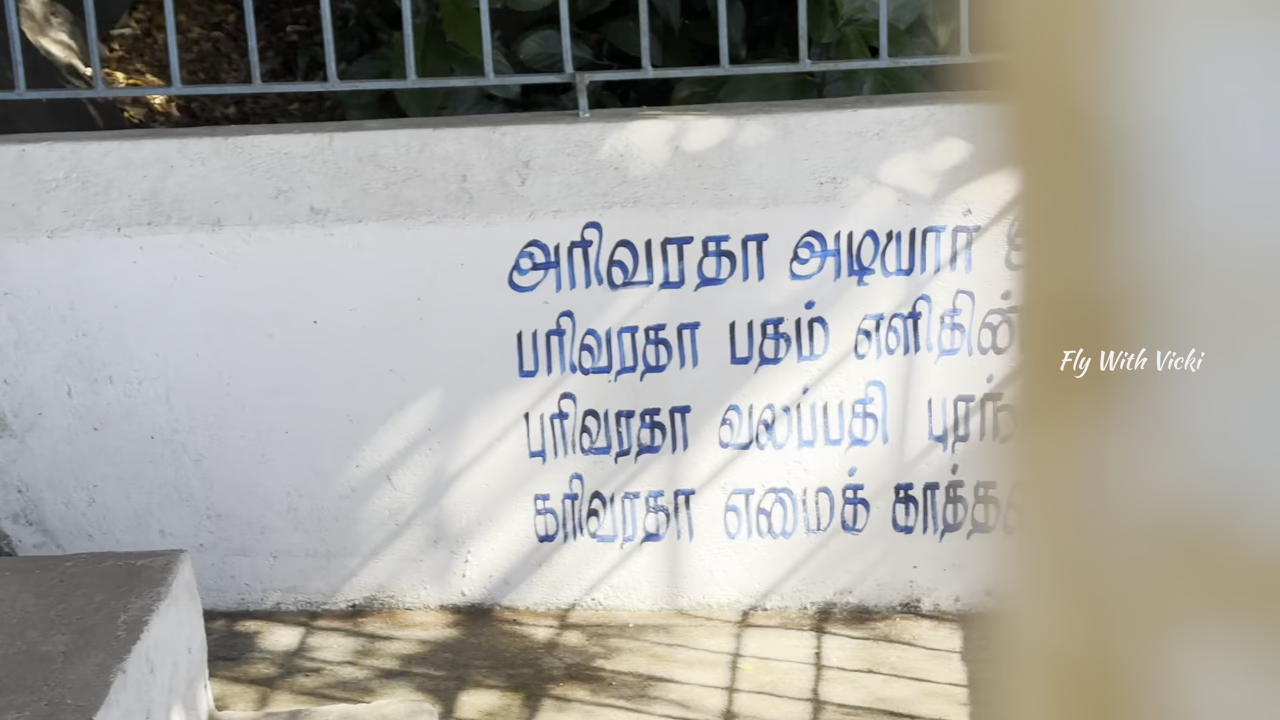 அரிவரதா அடியார்
பரிவரதா பதம் எளிதின்
புரிவரதா வலப்பதி
கரிவரதா எமைக்
Fly With Vicki